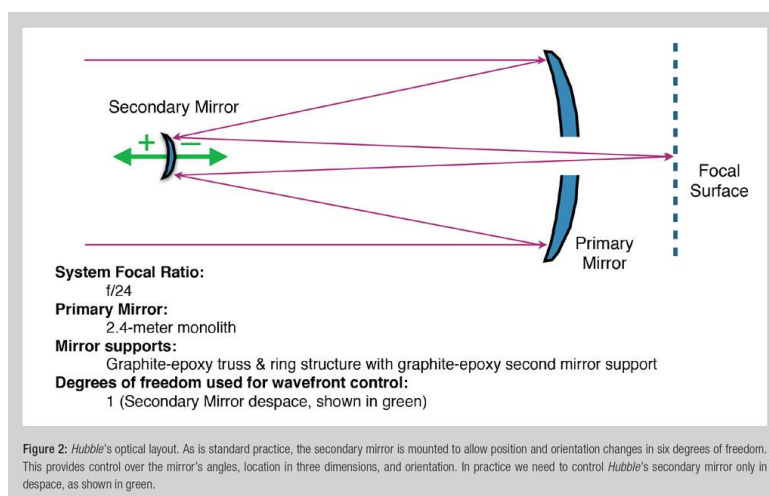 Secondary Mirror
+ −
Focal
Surface
Primary
Mirror
System Focal Ratio:
f/24
Primary Mirror:
2.4-meter monolith
Mirror supports:
Graphite-epoxy truss & ring structure with graphite-epoxy second mirror support
Degrees of freedom used for wavefront control:
1 (Secondary Mirror despace, shown in green)
Figure 2: Hubble's optical layout. As is standard practice, the secondary mirror is mounted to allow position and orientation changes in six degrees of freedom.
This provides control over the mirror's angles, location in three dimensions, and orientation. In practice we need to control Hubble's secondary mirror only in
despace, as shown in green.